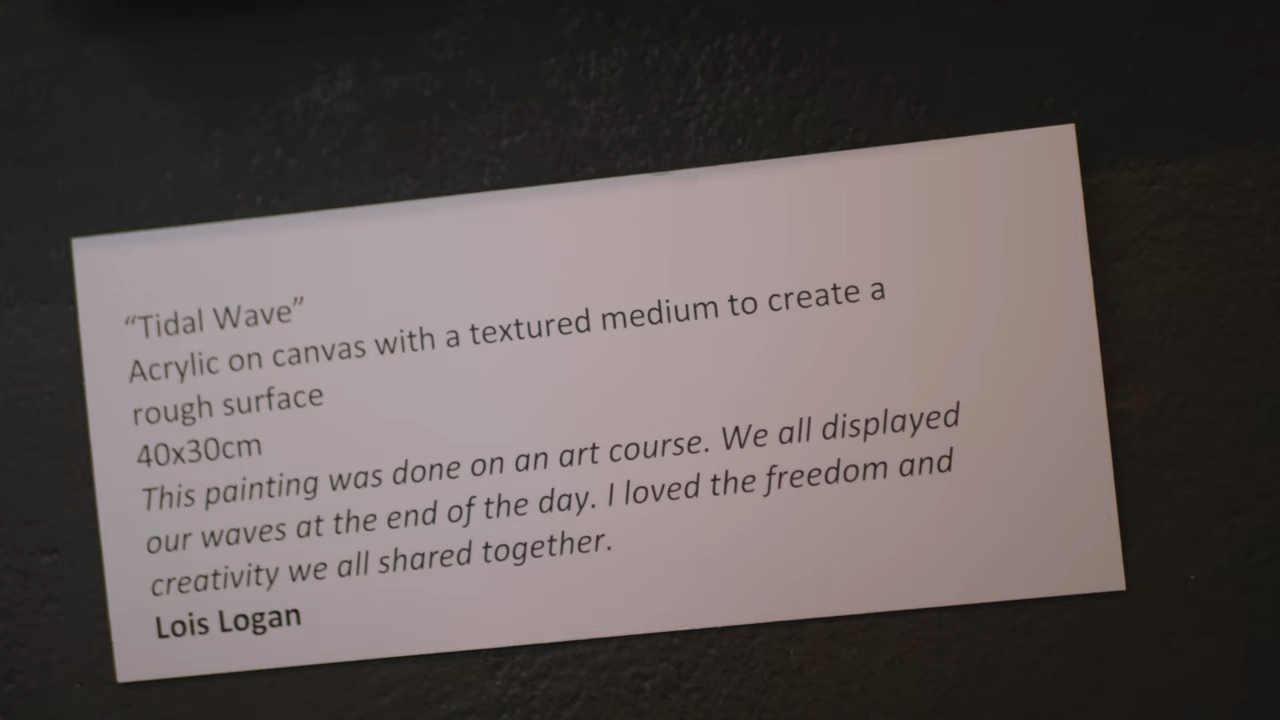 “Tidal Wave”
Acrylic on canvas with a textured medium to create a
rough surface
40x30cm
This painting was done on an art course. We all displayed
our waves at the end of the day. I loved the freedom and
creativity we all shared together.
Lois Logan